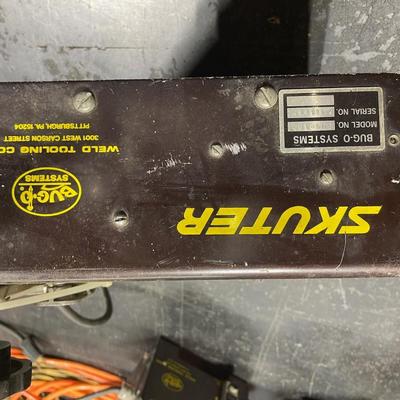 SKUTER
BUG-O SYSTEMS
MODEL NO.
SERIAL NO.
BUG-O
SYSTEMS
WELD TOOLING CO
3001 WEST CARSON STREET
PITTSBURGH, PA 15204